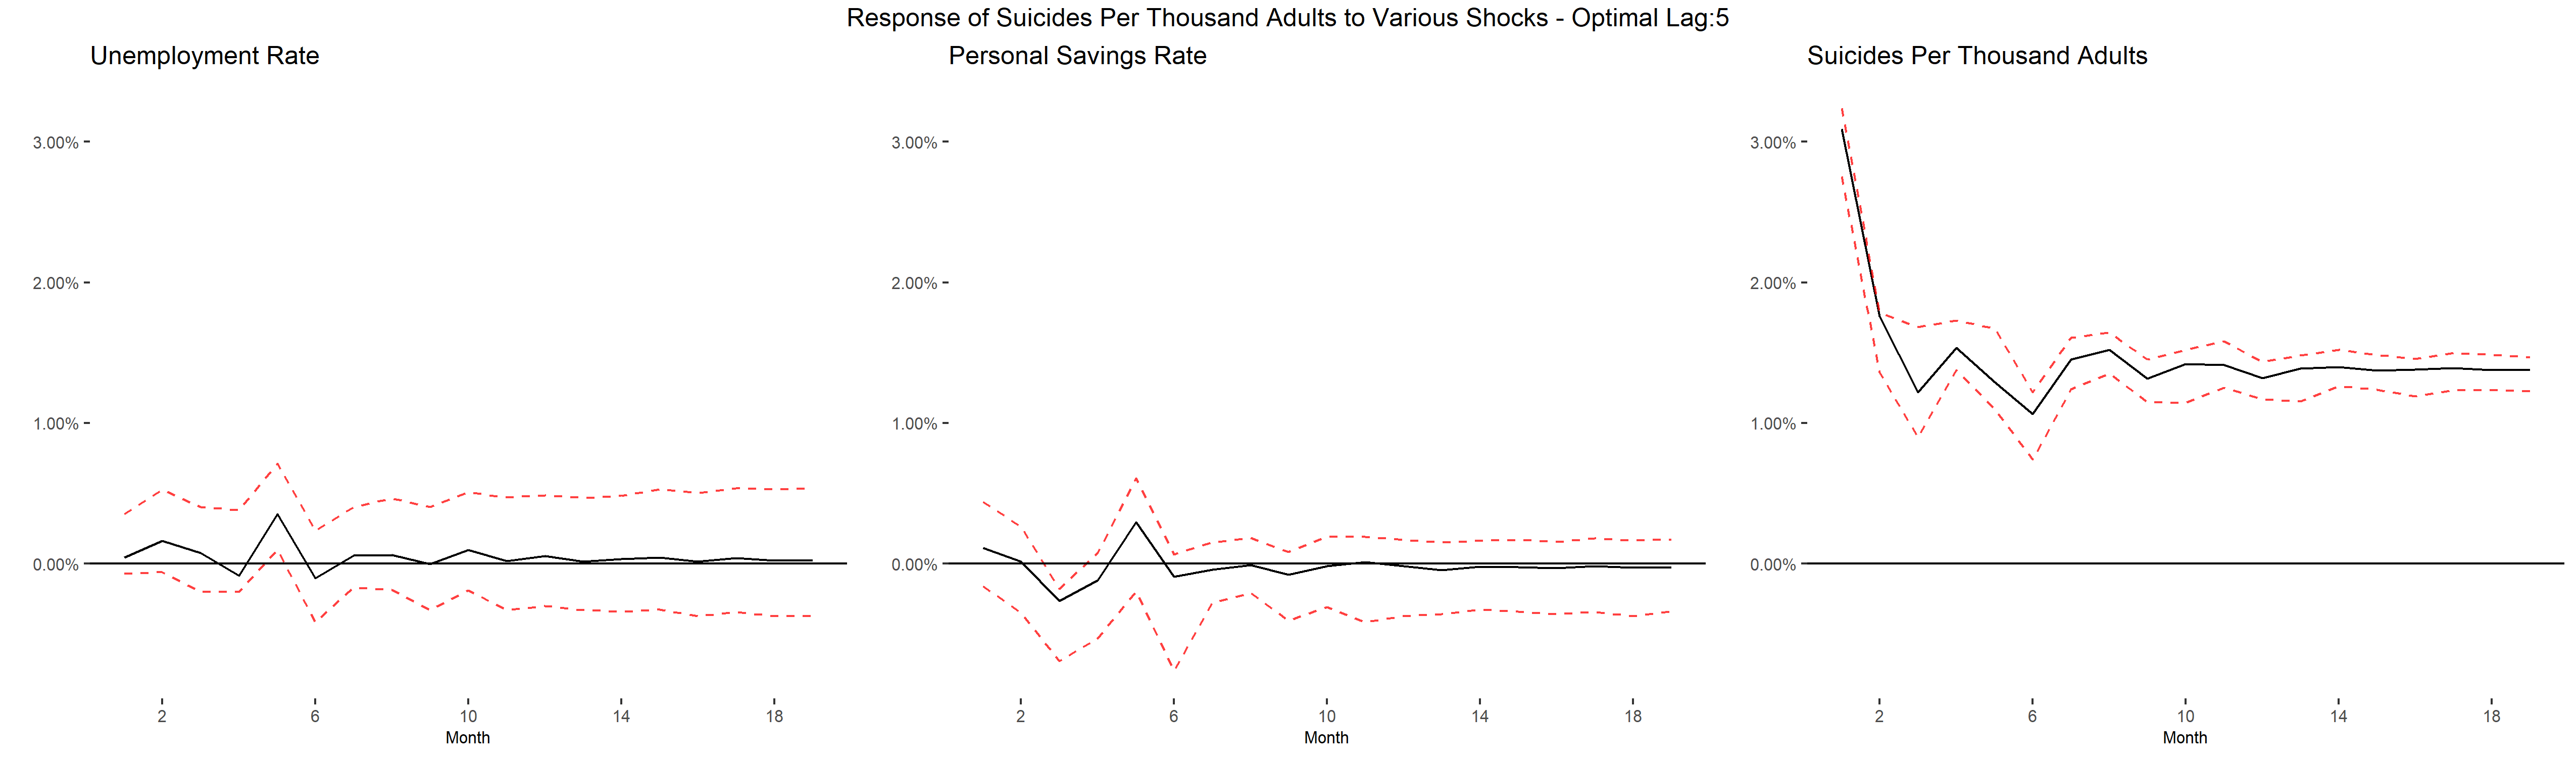 Response of Suicides Per Thousand Adults to Various Shocks - Optimal Lag:5
Unemployment Rate
3.00%
2.00%
1.00%
0.00%
2 6 10 14 18
Month
Personal Savings Rate
3.00%
2.00%
1.00%
0.00%
2 6 10 14 18
Month
Suicides Per Thousand Adults
3.00%
2.00%
1.00%
0.00%
2 6 10 14 18
Month